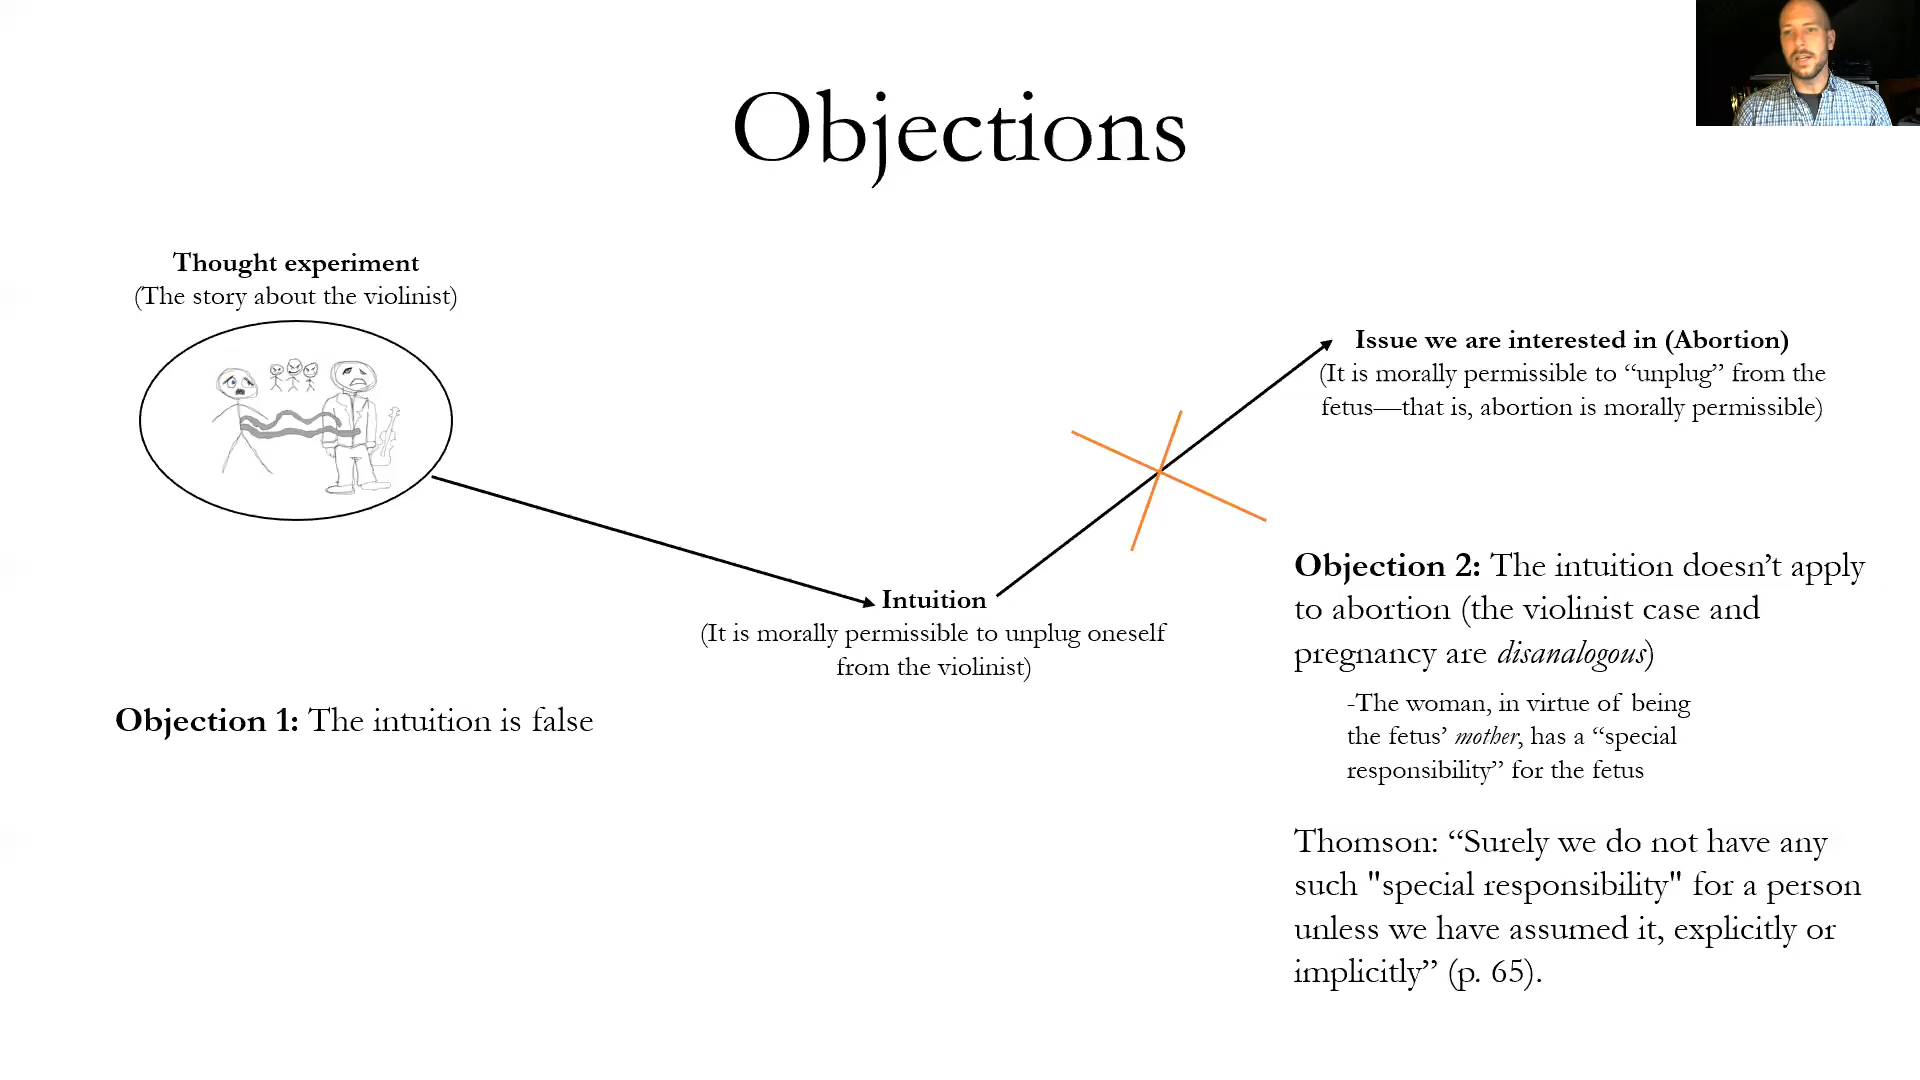 Objections
Thought experiment
(The story about the violinist)
Issue we are interested in (Abortion)
(It is morally permissible to “unplug” from the
fetus—that is, abortion is morally permissible)
Intuition
(It is morally permissible to unplug oneself
from the violinist)
Objection 1: The intuition is false
Objection 2: The intuition doesn’t apply
to abortion (the violinist case and
pregnancy are disanalogous)
-The woman, in virtue of being
the fetus’ mother, has a “special
responsibility” for the fetus
Thomson: “Surely we do not have any
such "special responsibility" for a person
unless we have assumed it, explicitly or
implicitly” (p. 65).